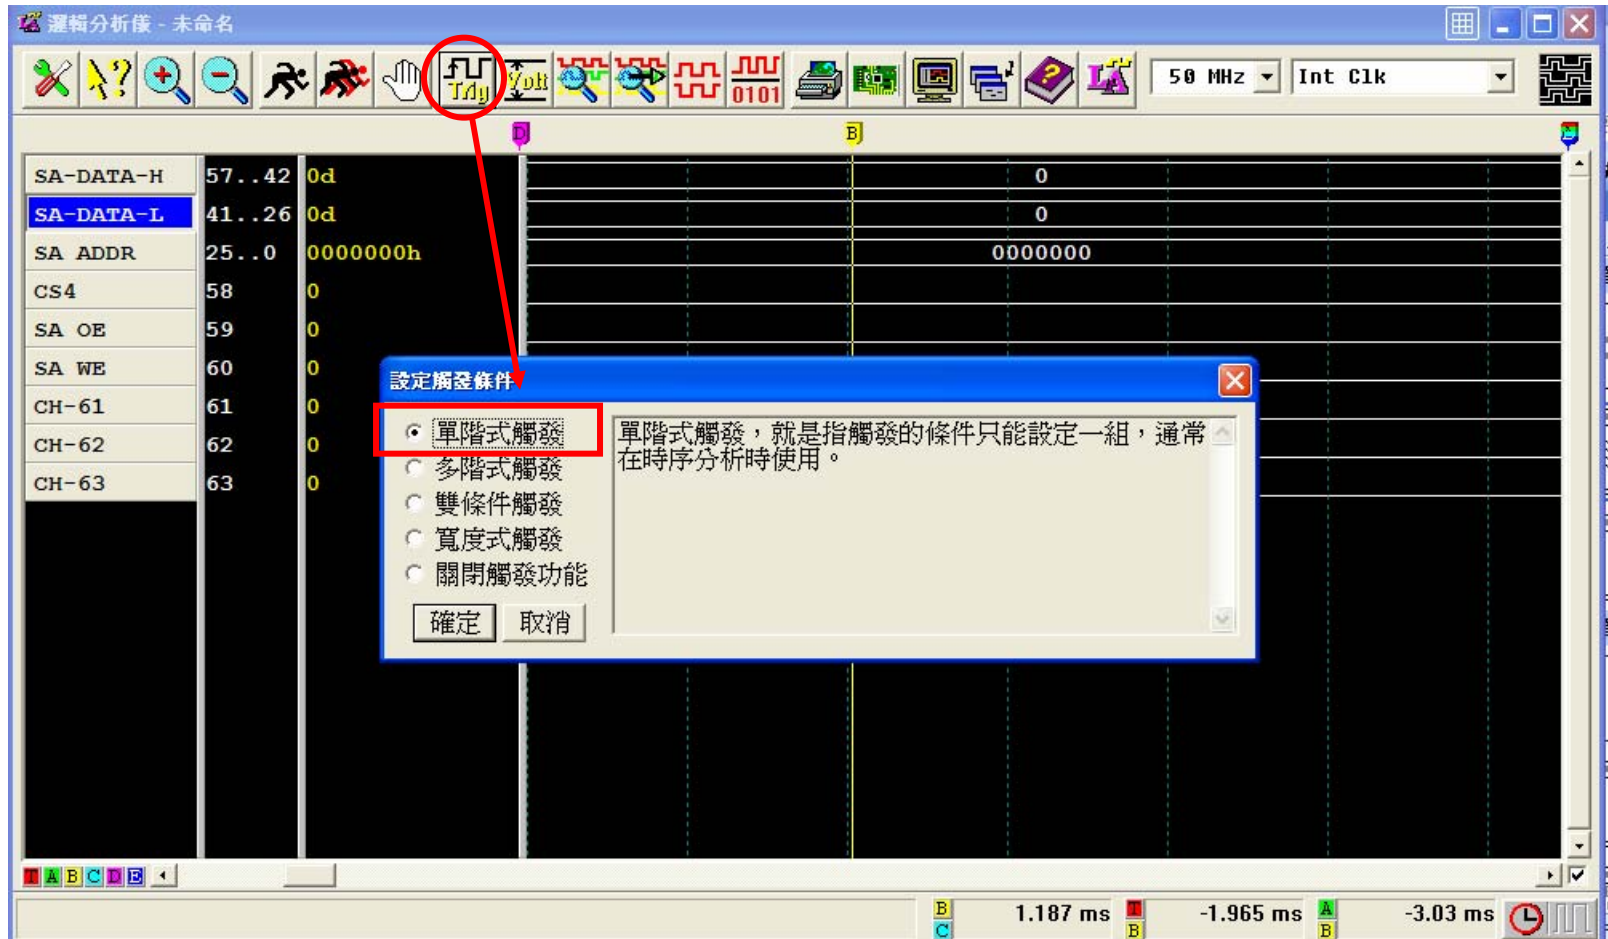 邏輯分析儀 - 未命名
Trig
Volt
0101
LA
50 MHz
Int Clk
D
B
SA-DATA-H 57..42 0d 0
SA-DATA-L 41..26 0d 0
SA ADDR 25..0 0000000h 0000000
CS4 58 0
SA OE 59 0
SA WE 60 0
CH-61 61 0
CH-62 62 0
CH-63 63 0
設定觸發條件
單階式觸發
多階式觸發
雙條件觸發
寬度式觸發
關閉觸發功能
確定 取消
單階式觸發，就是指觸發的條件只能設定一組，通常
在時序分析時使用。
T A B C D E
B C 1.187 ms T B -1.965 ms A B -3.03 ms